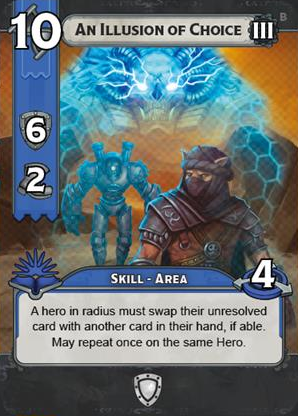 10 AN ILLUSION OF CHOICE III
B
6
2
SKILL - AREA
4
A hero in radius must swap their unresolved
card with another card in their hand, if able.
May repeat once on the same Hero.